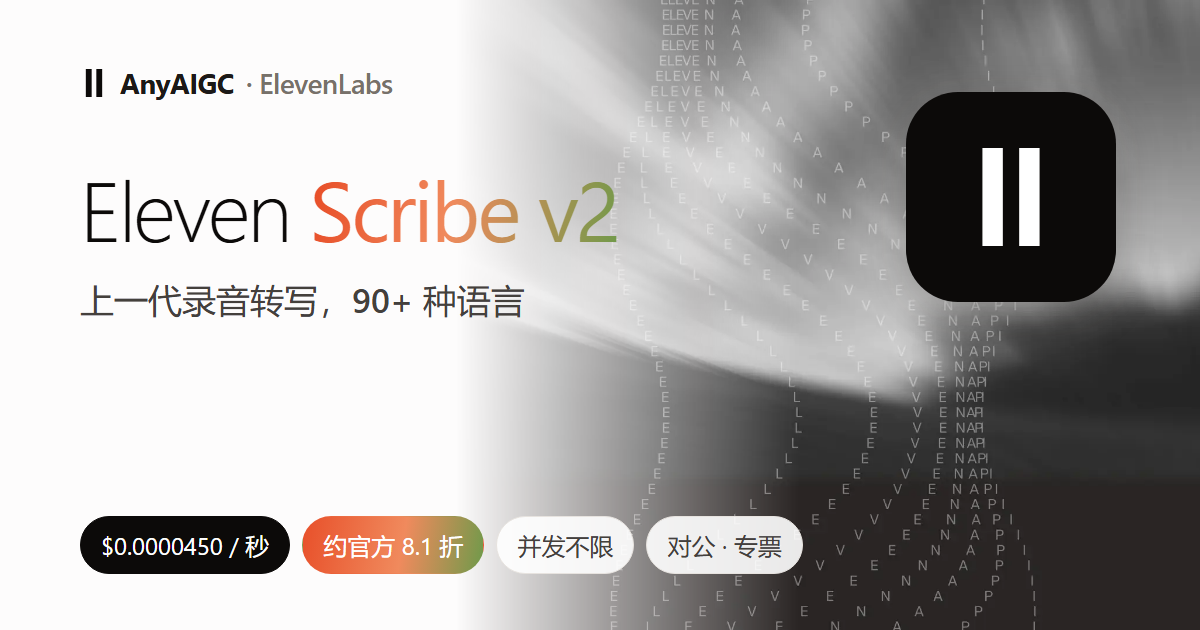 AnyAIGC · ElevenLabs
Eleven Scribe v2
上一代录音转写，90+ 种语言
$0.0000450 / 秒
约官方 8.1 折
并发不限
对公 · 专票